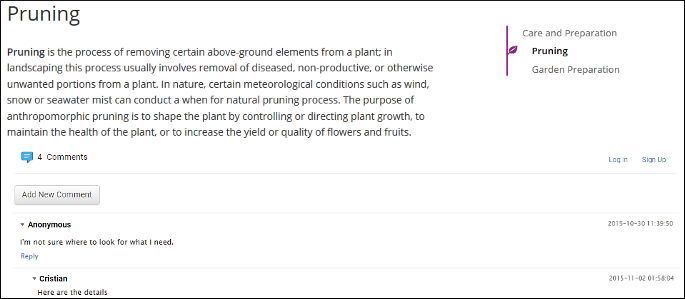 Pruning
Care and Preparation
Pruning
Garden Preparation
Pruning is the process of removing certain above-ground elements from a plant; in
landscaping this process usually involves removal of diseased, non-productive, or otherwise
unwanted portions from a plant. In nature, certain meteorological conditions such as wind,
snow or seawater mist can conduct a when for natural pruning process. The purpose of
anthropomorphic pruning is to shape the plant by controlling or directing plant growth, to
maintain the health of the plant, or to increase the yield or quality of flowers and fruits.
4 Comments
Log in Sign Up
Add New Comment
Anonymous 2015-10-30 11:39:50
I'm not sure where to look for what I need.
Reply
Cristian 2015-11-02 01:58:04
Here are the details